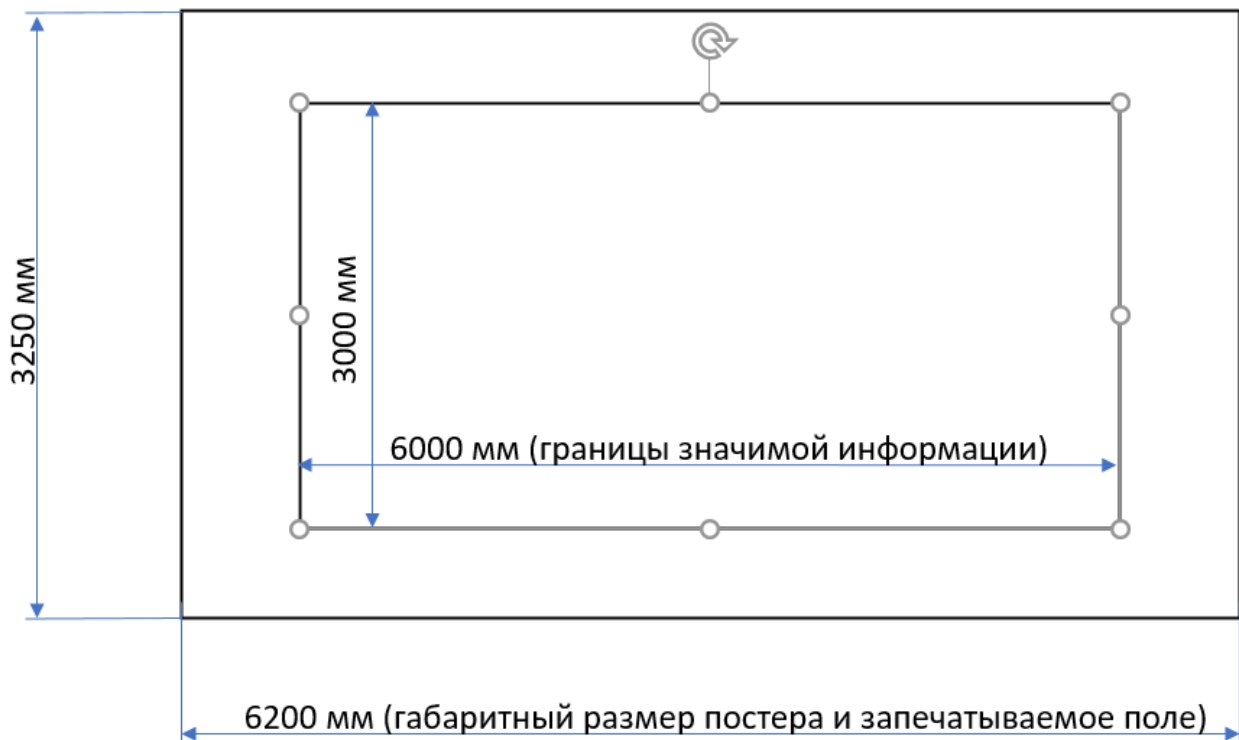 3250 мм
3000 мм
6000 мм (границы значимой информации)
6200 мм (габаритный размер постера и запечатываемое поле)